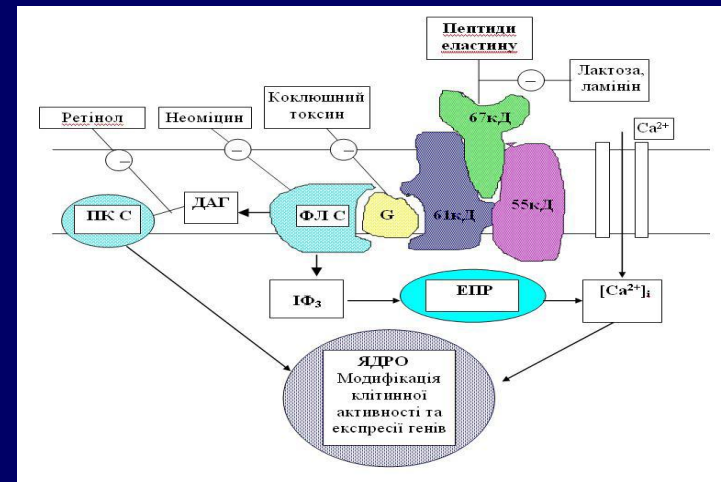 Пептиди
еластину
Лактоза,
ламінін
Коклюшний
токсин
Ретінол
Неоміцин
67кД
Ca²⁺
ПК С
ДАГ
ФЛ С
G
61кД
55кД
ІФ₃
ЕПР
[Ca²⁺]i
ЯДРО
Модифікація
клітинної
активності та
експресії генів